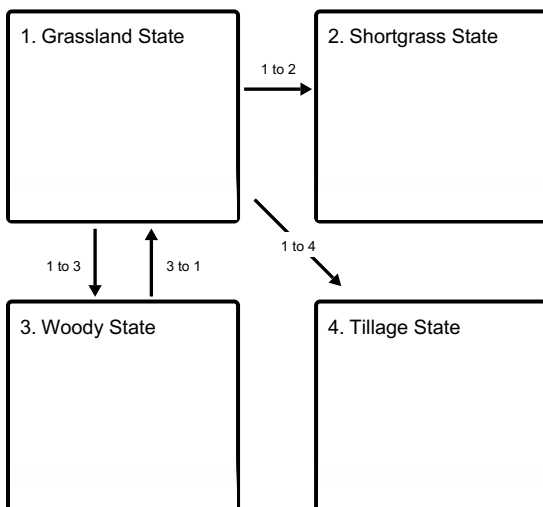 1. Grassland State
2. Shortgrass State
1 to 2
1 to 3
3 to 1
1 to 4
3. Woody State
4. Tillage State